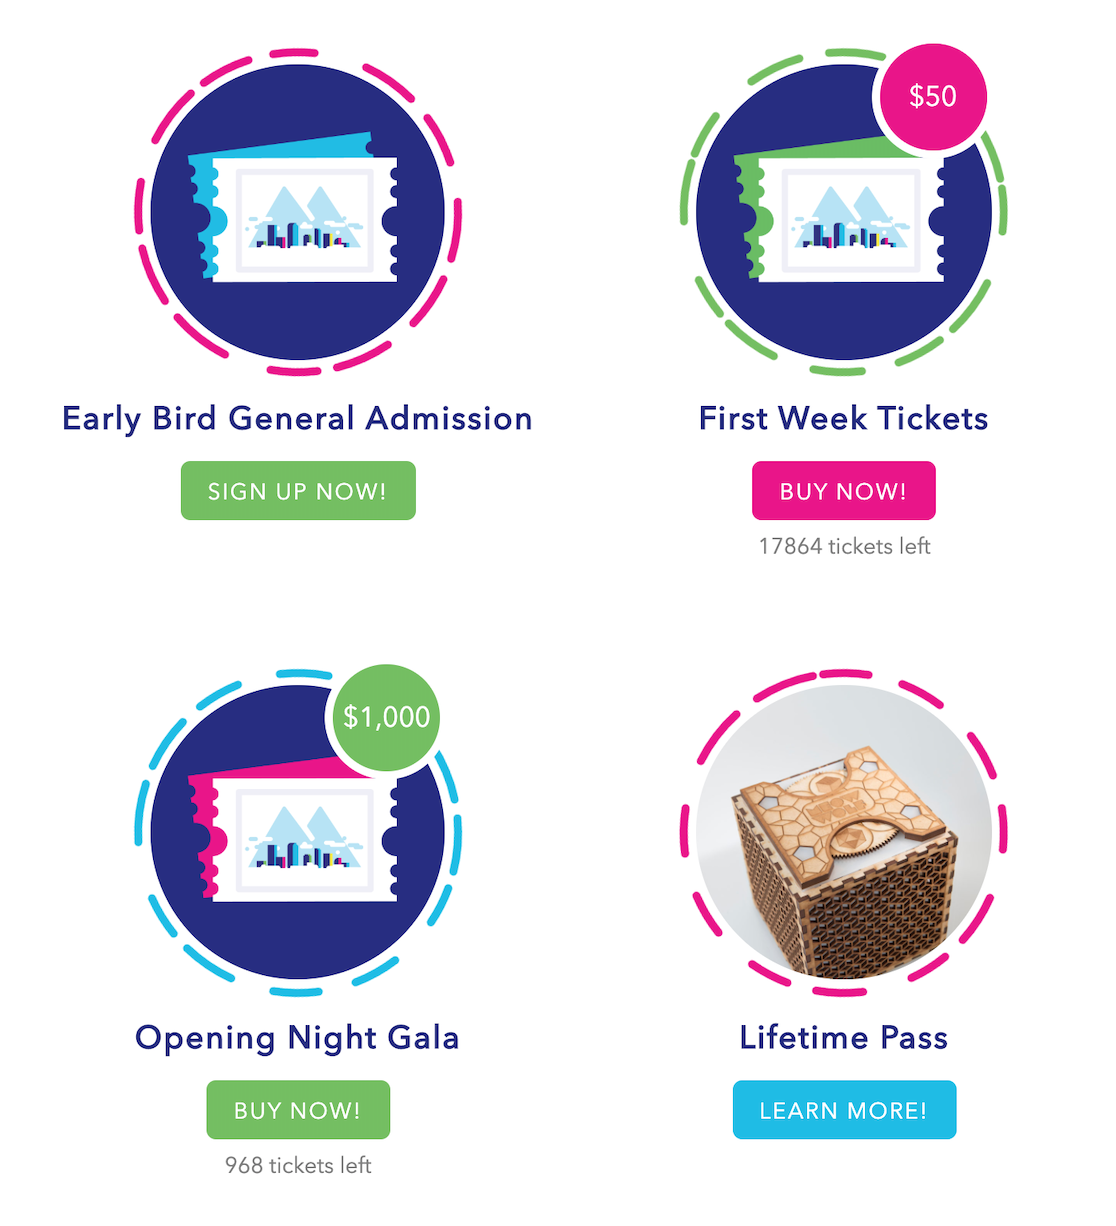 $50
Early Bird General Admission
First Week Tickets
SIGN UP NOW!
BUY NOW!
17864 tickets left
$1,000
Opening Night Gala
Lifetime Pass
BUY NOW!
LEARN MORE!
968 tickets left